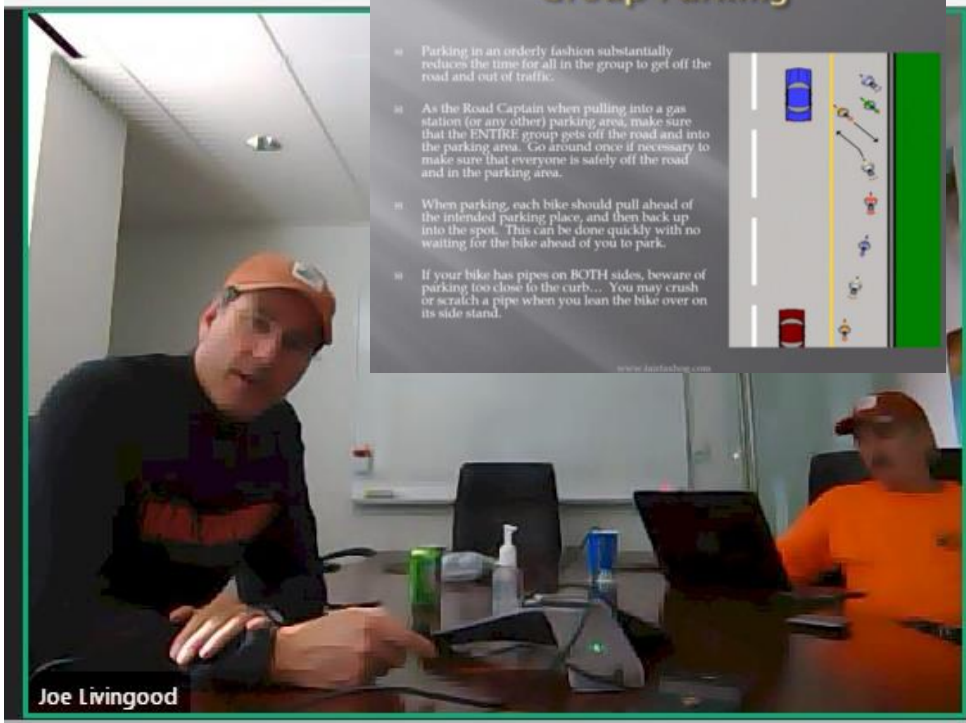 Group Parking
Parking in an orderly fashion substantially
reduces the time for all in the group to get off the
road and out of traffic.
As the Road Captain when pulling into a gas
station (or any other) parking area, make sure
that the ENTIRE group gets off the road and into
the parking area. Go around once if necessary to
make sure that everyone is safely off the road
and in the parking area.
When parking, each bike should pull ahead of
the intended parking place, and then back up
into the spot. This can be done quickly with no
waiting for the bike ahead of you to park.
If your bike has pipes on BOTH sides, beware of
parking too close to the curb… You may crush
or scratch a pipe when you lean the bike over on
its side stand.
Joe Livingood